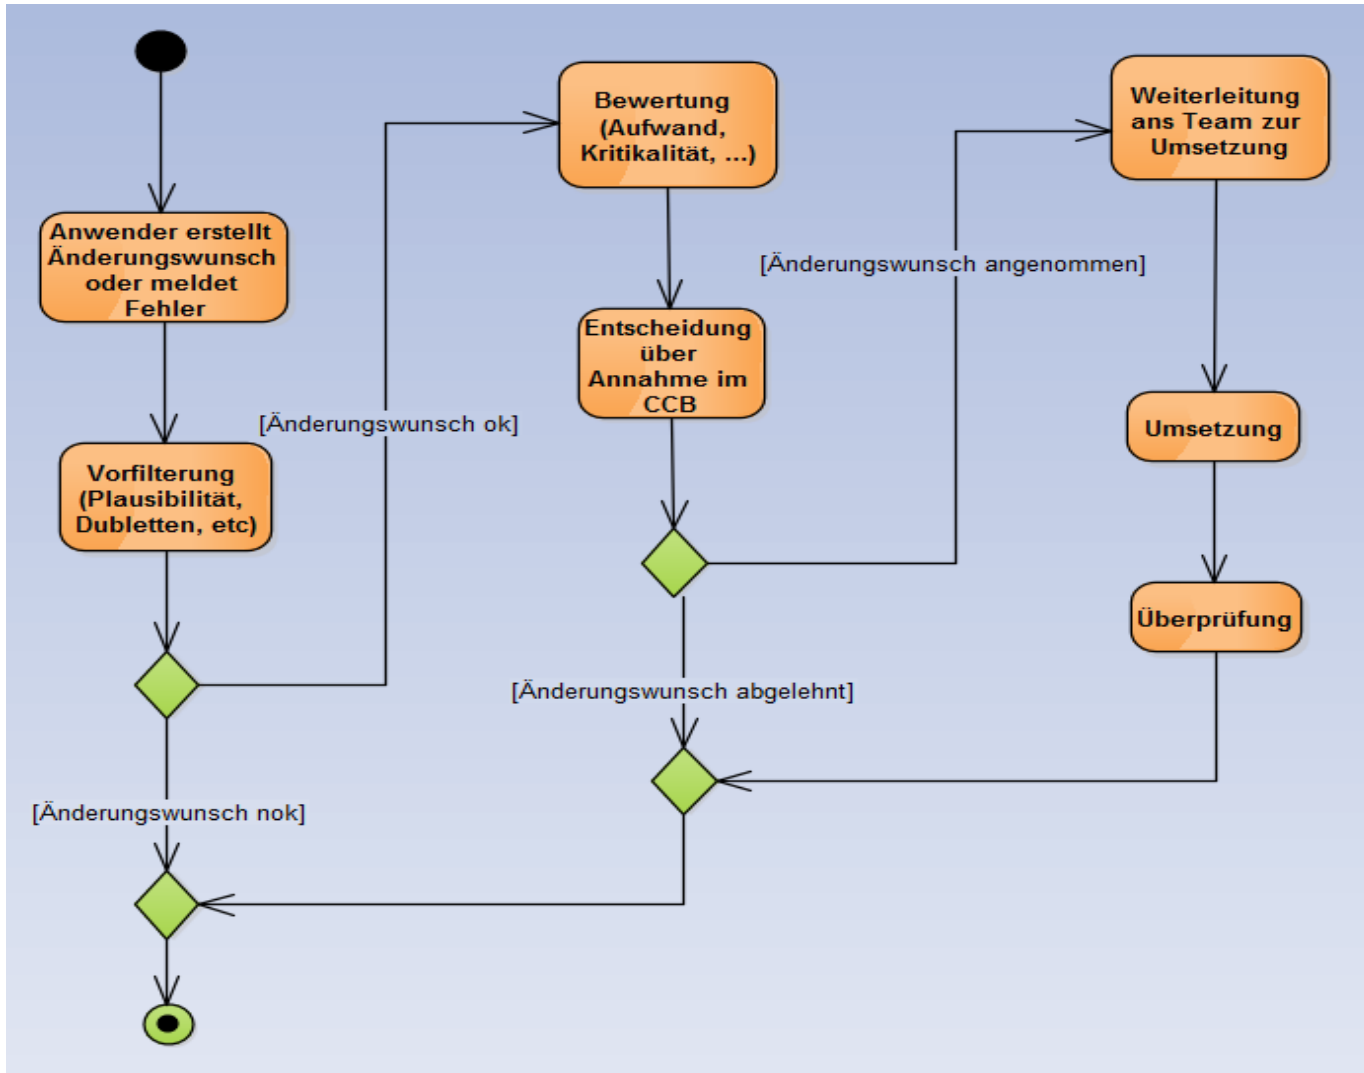 Anwender erstellt
Änderungswunsch
oder meldet
Fehler
Vorfilterung
(Plausibilität,
Dubletten, etc)
[Änderungswunsch ok]
[Änderungswunsch nok]
Bewertung
(Aufwand,
Kritikalität, ...)
Entscheidung
über
Annahme im
CCB
[Änderungswunsch angenommen]
[Änderungswunsch abgelehnt]
Weiterleitung
ans Team zur
Umsetzung
Umsetzung
Überprüfung